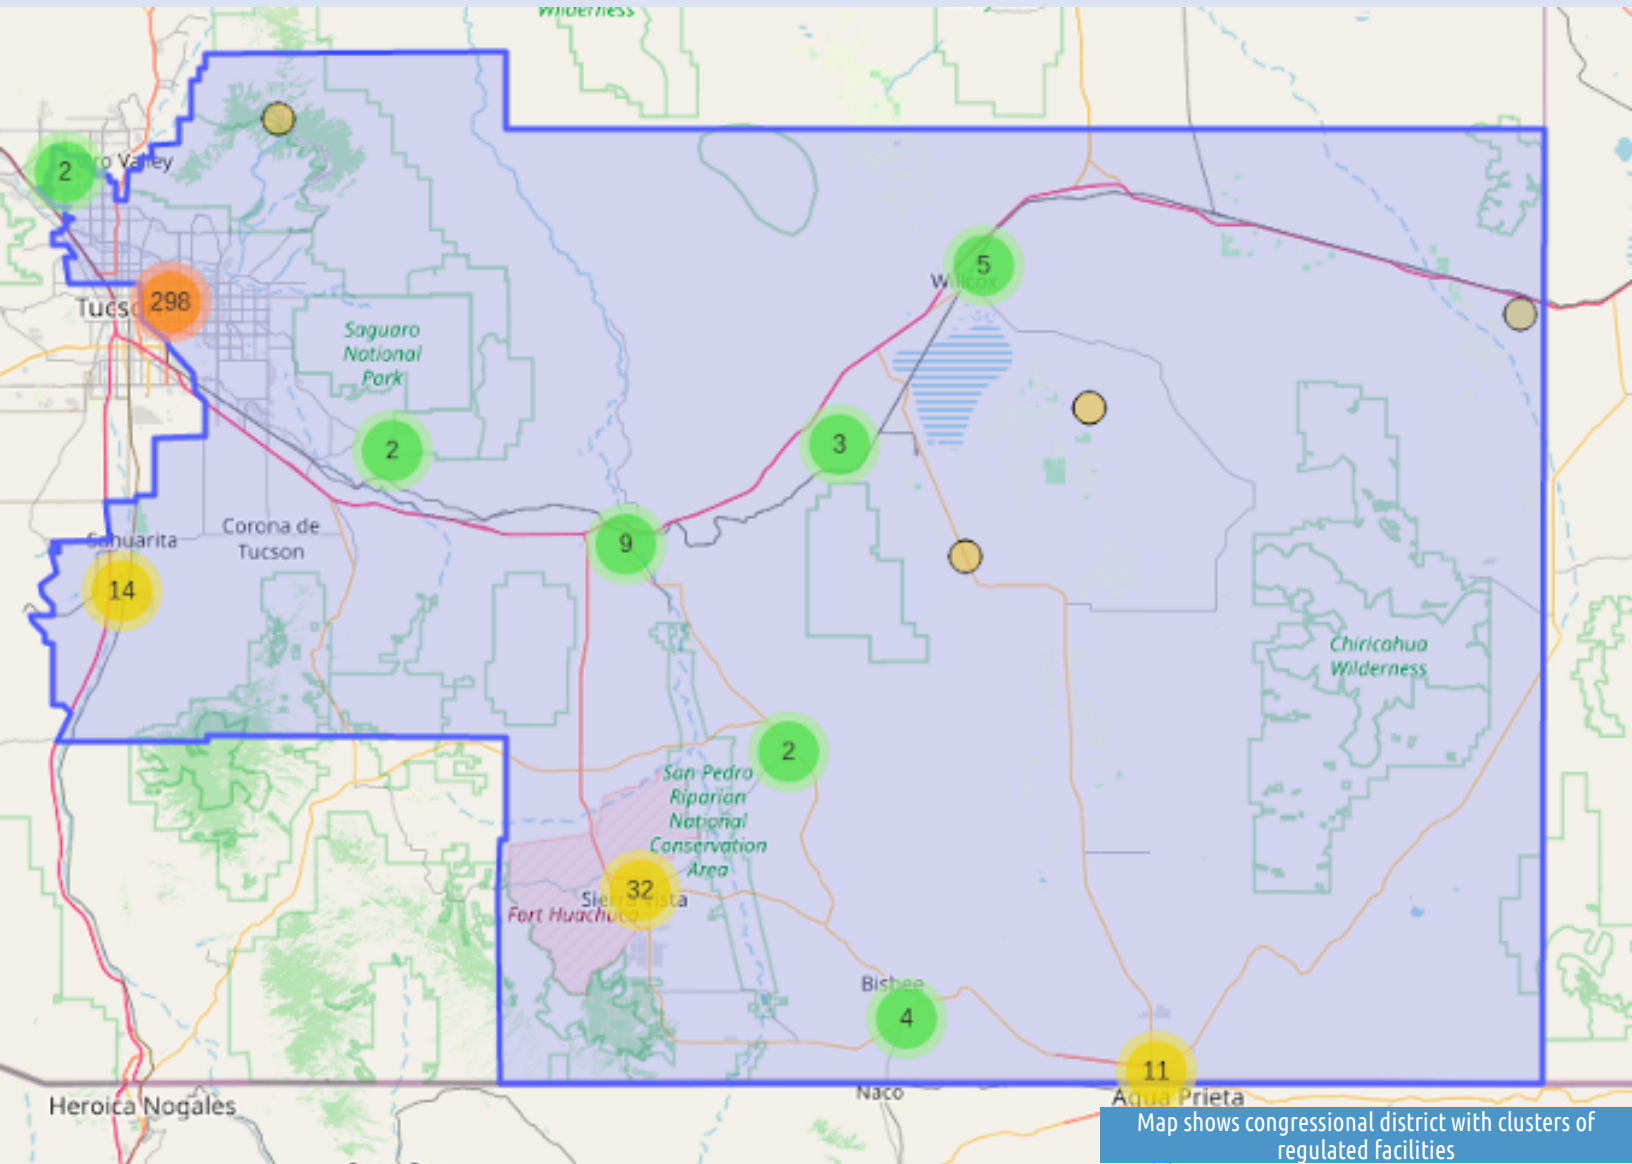 Wilderness
2
Oro Valley
298
Tucs
5
Willcox
Saguaro
National
Park
2
3
9
Corona de
Tucson
Sahuarita
14
Chiricahua
Wilderness
2
San Pedro
Riparian
National
Conservation
Area
32
Sierra Vista
Fort Huachuca
Bisbee
4
11
Naco
Agua Prieta
Heroica Nogales
Map shows congressional district with clusters of
regulated facilities